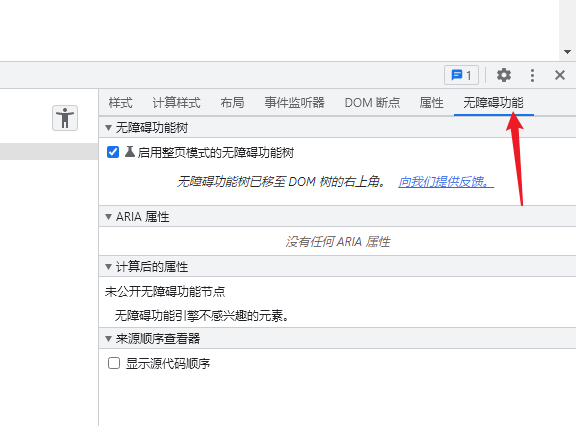 1
样式 计算样式 布局 事件监听器 DOM 断点 属性 无障碍功能
无障碍功能树
启用整页模式的无障碍功能树
无障碍功能树已移至 DOM 树的右上角。 向我们提供反馈。
ARIA 属性
没有任何 ARIA 属性
计算后的属性
未公开无障碍功能节点
无障碍功能引擎不感兴趣的元素。
来源顺序查看器
显示源代码顺序